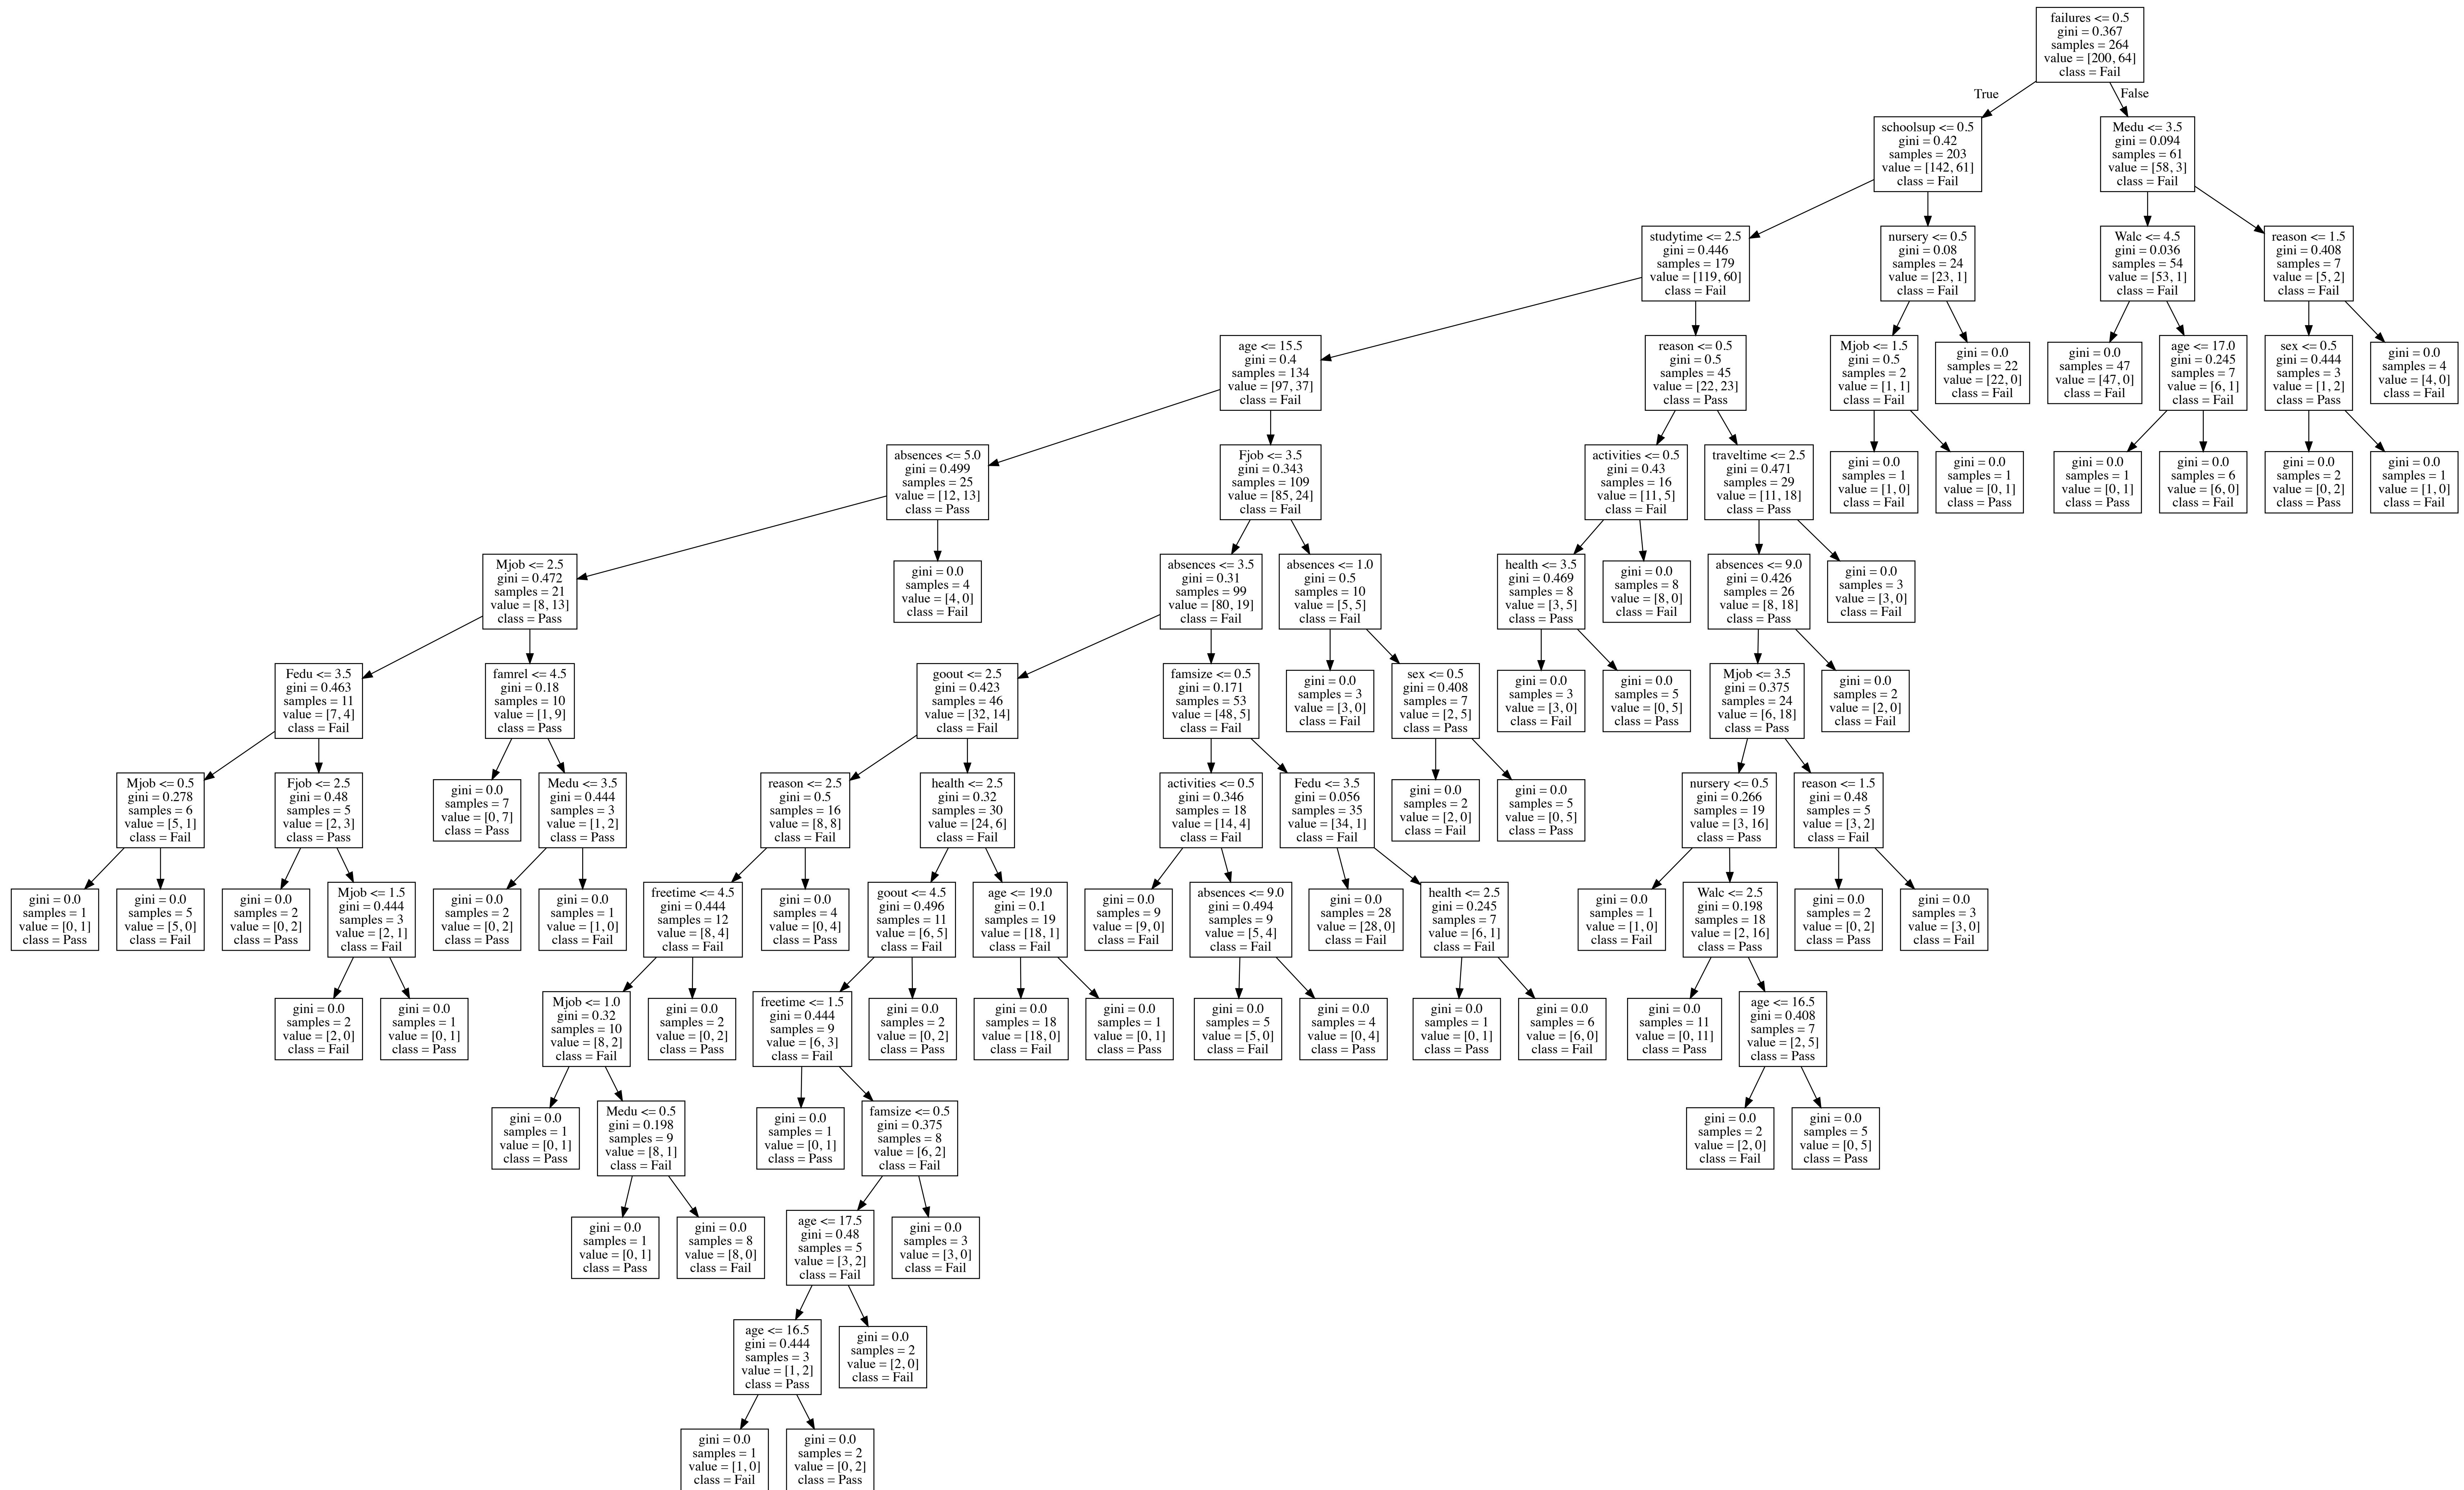 failures <= 0.5
gini = 0.367
samples = 264
value = [200, 64]
class = Fail
True
False
schoolsup <= 0.5
gini = 0.42
samples = 203
value = [142, 61]
class = Fail
Medu <= 3.5
gini = 0.094
samples = 61
value = [58, 3]
class = Fail
studytime <= 2.5
gini = 0.446
samples = 179
value = [119, 60]
class = Fail
nursery <= 0.5
gini = 0.08
samples = 24
value = [23, 1]
class = Fail
Walc <= 4.5
gini = 0.036
samples = 54
value = [53, 1]
class = Fail
reason <= 1.5
gini = 0.408
samples = 7
value = [5, 2]
class = Fail
age <= 15.5
gini = 0.4
samples = 134
value = [97, 37]
class = Fail
reason <= 0.5
gini = 0.5
samples = 45
value = [22, 23]
class = Pass
Mjob <= 1.5
gini = 0.5
samples = 2
value = [1, 1]
class = Fail
gini = 0.0
samples = 22
value = [22, 0]
class = Fail
gini = 0.0
samples = 47
value = [47, 0]
class = Fail
age <= 17.0
gini = 0.245
samples = 7
value = [6, 1]
class = Fail
sex <= 0.5
gini = 0.444
samples = 3
value = [1, 2]
class = Pass
gini = 0.0
samples = 4
value = [4, 0]
class = Fail
absences <= 5.0
gini = 0.499
samples = 25
value = [12, 13]
class = Pass
Fjob <= 3.5
gini = 0.343
samples = 109
value = [85, 24]
class = Fail
activities <= 0.5
gini = 0.43
samples = 16
value = [11, 5]
class = Fail
traveltime <= 2.5
gini = 0.471
samples = 29
value = [11, 18]
class = Pass
gini = 0.0
samples = 1
value = [1, 0]
class = Fail
gini = 0.0
samples = 1
value = [0, 1]
class = Pass
gini = 0.0
samples = 1
value = [0, 1]
class = Pass
gini = 0.0
samples = 6
value = [6, 0]
class = Fail
gini = 0.0
samples = 2
value = [0, 2]
class = Pass
gini = 0.0
samples = 1
value = [1, 0]
class = Fail
Mjob <= 2.5
gini = 0.472
samples = 21
value = [8, 13]
class = Pass
gini = 0.0
samples = 4
value = [4, 0]
class = Fail
absences <= 3.5
gini = 0.31
samples = 99
value = [80, 19]
class = Fail
absences <= 1.0
gini = 0.5
samples = 10
value = [5, 5]
class = Fail
health <= 3.5
gini = 0.469
samples = 8
value = [3, 5]
class = Pass
gini = 0.0
samples = 8
value = [8, 0]
class = Fail
absences <= 9.0
gini = 0.426
samples = 26
value = [8, 18]
class = Pass
gini = 0.0
samples = 3
value = [3, 0]
class = Fail
Fedu <= 3.5
gini = 0.463
samples = 11
value = [7, 4]
class = Fail
famrel <= 4.5
gini = 0.18
samples = 10
value = [1, 9]
class = Pass
goout <= 2.5
gini = 0.423
samples = 46
value = [32, 14]
class = Fail
famsize <= 0.5
gini = 0.171
samples = 53
value = [48, 5]
class = Fail
gini = 0.0
samples = 3
value = [3, 0]
class = Fail
sex <= 0.5
gini = 0.408
samples = 7
value = [2, 5]
class = Pass
gini = 0.0
samples = 3
value = [3, 0]
class = Fail
gini = 0.0
samples = 5
value = [0, 5]
class = Pass
Mjob <= 3.5
gini = 0.375
samples = 24
value = [6, 18]
class = Pass
gini = 0.0
samples = 2
value = [2, 0]
class = Fail
Mjob <= 0.5
gini = 0.278
samples = 6
value = [5, 1]
class = Fail
Fjob <= 2.5
gini = 0.48
samples = 5
value = [2, 3]
class = Pass
gini = 0.0
samples = 7
value = [0, 7]
class = Pass
Medu <= 3.5
gini = 0.444
samples = 3
value = [1, 2]
class = Pass
reason <= 2.5
gini = 0.5
samples = 16
value = [8, 8]
class = Fail
health <= 2.5
gini = 0.32
samples = 30
value = [24, 6]
class = Fail
activities <= 0.5
gini = 0.346
samples = 18
value = [14, 4]
class = Fail
Fedu <= 3.5
gini = 0.056
samples = 35
value = [34, 1]
class = Fail
gini = 0.0
samples = 2
value = [2, 0]
class = Fail
gini = 0.0
samples = 5
value = [0, 5]
class = Pass
nursery <= 0.5
gini = 0.266
samples = 19
value = [3, 16]
class = Pass
reason <= 1.5
gini = 0.48
samples = 5
value = [3, 2]
class = Fail
gini = 0.0
samples = 1
value = [0, 1]
class = Pass
gini = 0.0
samples = 5
value = [5, 0]
class = Fail
gini = 0.0
samples = 2
value = [0, 2]
class = Pass
Mjob <= 1.5
gini = 0.444
samples = 3
value = [2, 1]
class = Fail
gini = 0.0
samples = 2
value = [0, 2]
class = Pass
gini = 0.0
samples = 1
value = [1, 0]
class = Fail
freetime <= 4.5
gini = 0.444
samples = 12
value = [8, 4]
class = Fail
gini = 0.0
samples = 4
value = [0, 4]
class = Pass
goout <= 4.5
gini = 0.496
samples = 11
value = [6, 5]
class = Fail
age <= 19.0
gini = 0.1
samples = 19
value = [18, 1]
class = Fail
gini = 0.0
samples = 9
value = [9, 0]
class = Fail
absences <= 9.0
gini = 0.494
samples = 9
value = [5, 4]
class = Fail
gini = 0.0
samples = 28
value = [28, 0]
class = Fail
health <= 2.5
gini = 0.245
samples = 7
value = [6, 1]
class = Fail
gini = 0.0
samples = 1
value = [1, 0]
class = Fail
Walc <= 2.5
gini = 0.198
samples = 18
value = [2, 16]
class = Pass
gini = 0.0
samples = 2
value = [0, 2]
class = Pass
gini = 0.0
samples = 3
value = [3, 0]
class = Fail
gini = 0.0
samples = 2
value = [2, 0]
class = Fail
gini = 0.0
samples = 1
value = [0, 1]
class = Pass
Mjob <= 1.0
gini = 0.32
samples = 10
value = [8, 2]
class = Fail
gini = 0.0
samples = 2
value = [0, 2]
class = Pass
freetime <= 1.5
gini = 0.444
samples = 9
value = [6, 3]
class = Fail
gini = 0.0
samples = 2
value = [0, 2]
class = Pass
gini = 0.0
samples = 18
value = [18, 0]
class = Fail
gini = 0.0
samples = 1
value = [0, 1]
class = Pass
gini = 0.0
samples = 5
value = [5, 0]
class = Fail
gini = 0.0
samples = 4
value = [0, 4]
class = Pass
gini = 0.0
samples = 1
value = [0, 1]
class = Pass
gini = 0.0
samples = 6
value = [6, 0]
class = Fail
gini = 0.0
samples = 11
value = [0, 11]
class = Pass
age <= 16.5
gini = 0.408
samples = 7
value = [2, 5]
class = Pass
gini = 0.0
samples = 1
value = [0, 1]
class = Pass
Medu <= 0.5
gini = 0.198
samples = 9
value = [8, 1]
class = Fail
gini = 0.0
samples = 1
value = [0, 1]
class = Pass
famsize <= 0.5
gini = 0.375
samples = 8
value = [6, 2]
class = Fail
gini = 0.0
samples = 2
value = [2, 0]
class = Fail
gini = 0.0
samples = 5
value = [0, 5]
class = Pass
gini = 0.0
samples = 1
value = [0, 1]
class = Pass
gini = 0.0
samples = 8
value = [8, 0]
class = Fail
age <= 17.5
gini = 0.48
samples = 5
value = [3, 2]
class = Fail
gini = 0.0
samples = 3
value = [3, 0]
class = Fail
age <= 16.5
gini = 0.444
samples = 3
value = [1, 2]
class = Pass
gini = 0.0
samples = 2
value = [2, 0]
class = Fail
gini = 0.0
samples = 1
value = [1, 0]
class = Fail
gini = 0.0
samples = 2
value = [0, 2]
class = Pass